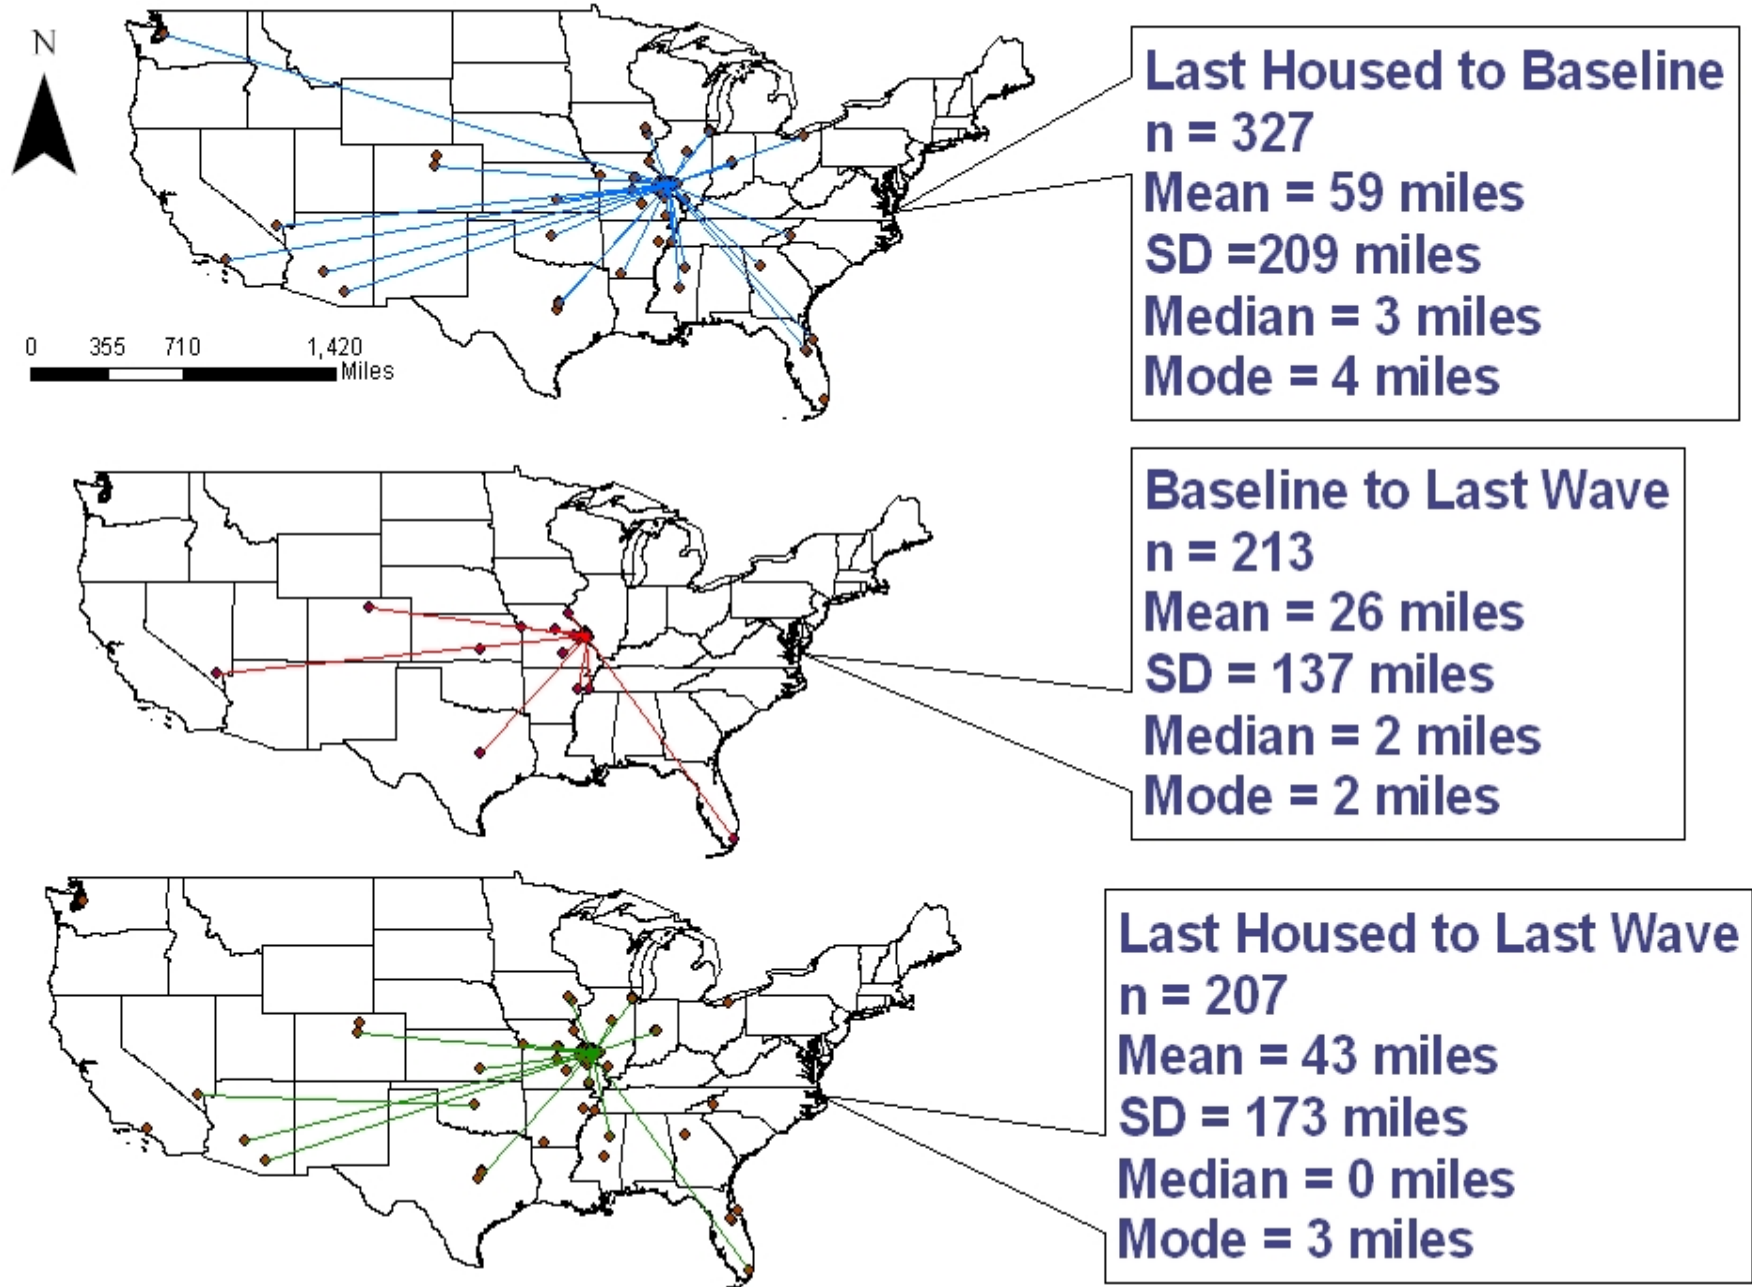 N
Last Housed to Baseline
n = 327
Mean = 59 miles
SD =209 miles
Median = 3 miles
Mode = 4 miles
0 355 710 1,420
Miles
Baseline to Last Wave
n = 213
Mean = 26 miles
SD = 137 miles
Median = 2 miles
Mode = 2 miles
Last Housed to Last Wave
n = 207
Mean = 43 miles
SD = 173 miles
Median = 0 miles
Mode = 3 miles